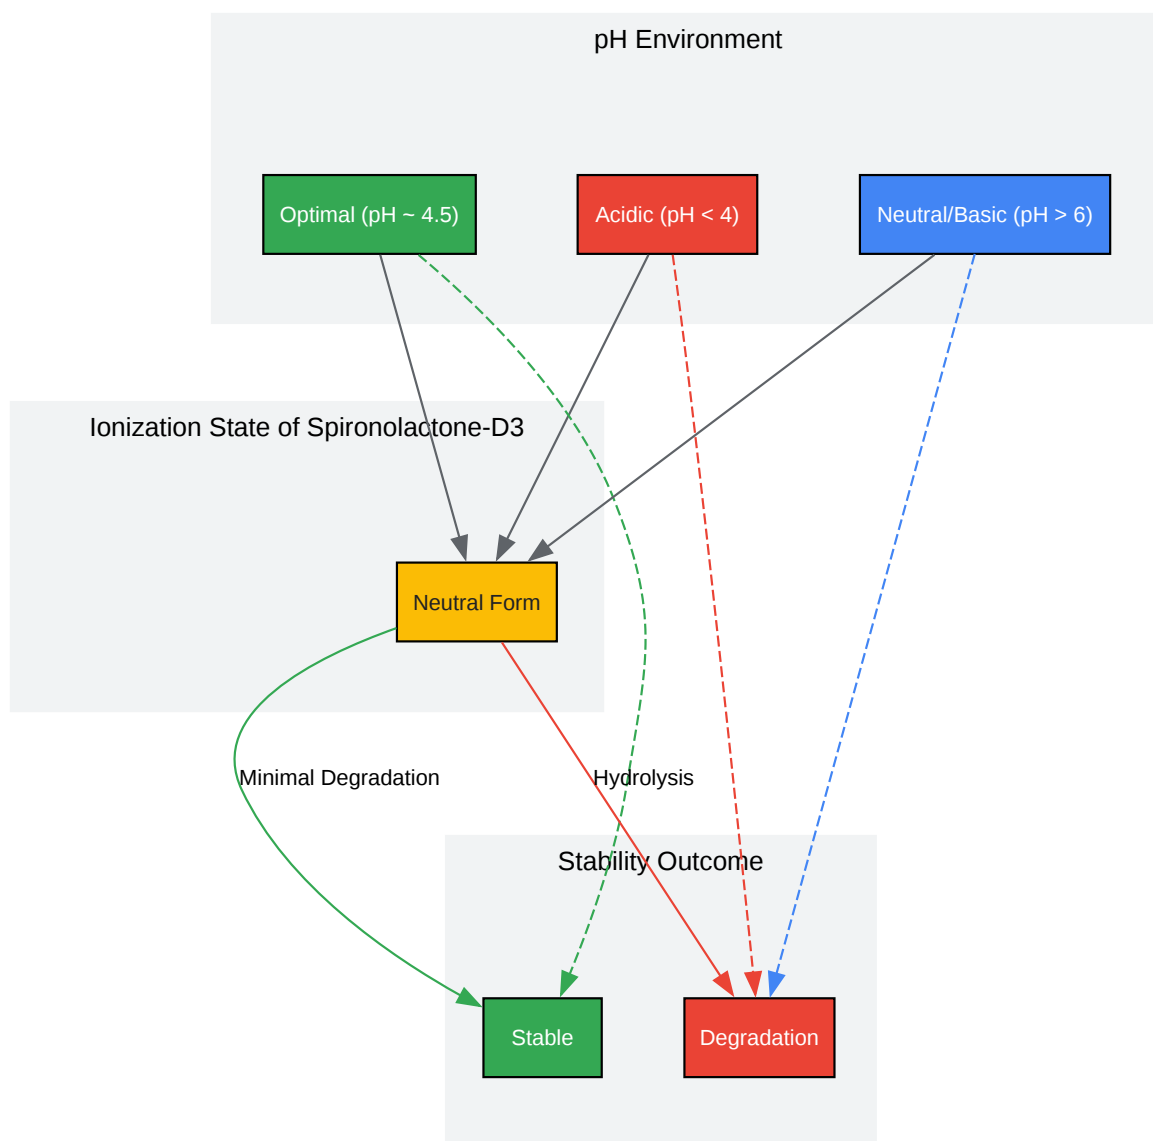 pH Environment
Optimal (pH ~ 4.5)
Acidic (pH < 4)
Neutral/Basic (pH > 6)
Ionization State of Spironolactone-D3
Neutral Form
Minimal Degradation
Hydrolysis
Stability Outcome
Stable
Degradation